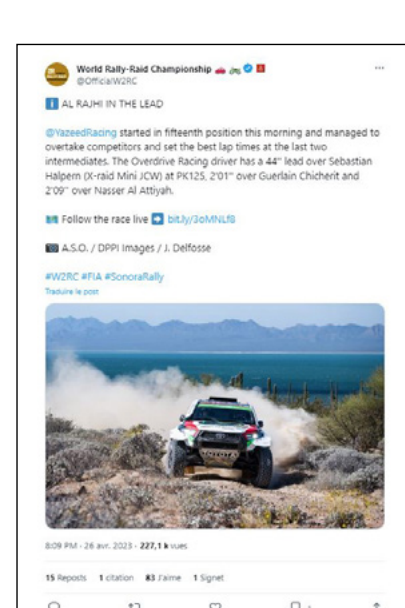 World Rally-Raid Championship
@OfficialW2RC
AL RAJHI IN THE LEAD
@YazeedRacing started in fifteenth position this morning and managed to
overtake competitors and set the best lap times at the last two
intermediates. The Overdrive Racing driver has a 44'' lead over Sebastian
Halpern (X-raid Mini JCW) at PK125, 2'01'' over Guerlain Chicherit and
2'09'' over Nasser Al Attiyah.
Follow the race live bit.ly/3oMNLfB
A.S.O. / DPPI Images / J. Delfosse
#W2RC #FIA #SonoraRally
Traduire le post
TOYOTA
8:09 PM · 26 avr. 2023 · 227,1 k vues
15 Reposts 1 citation 83 J'aime 1 Signet